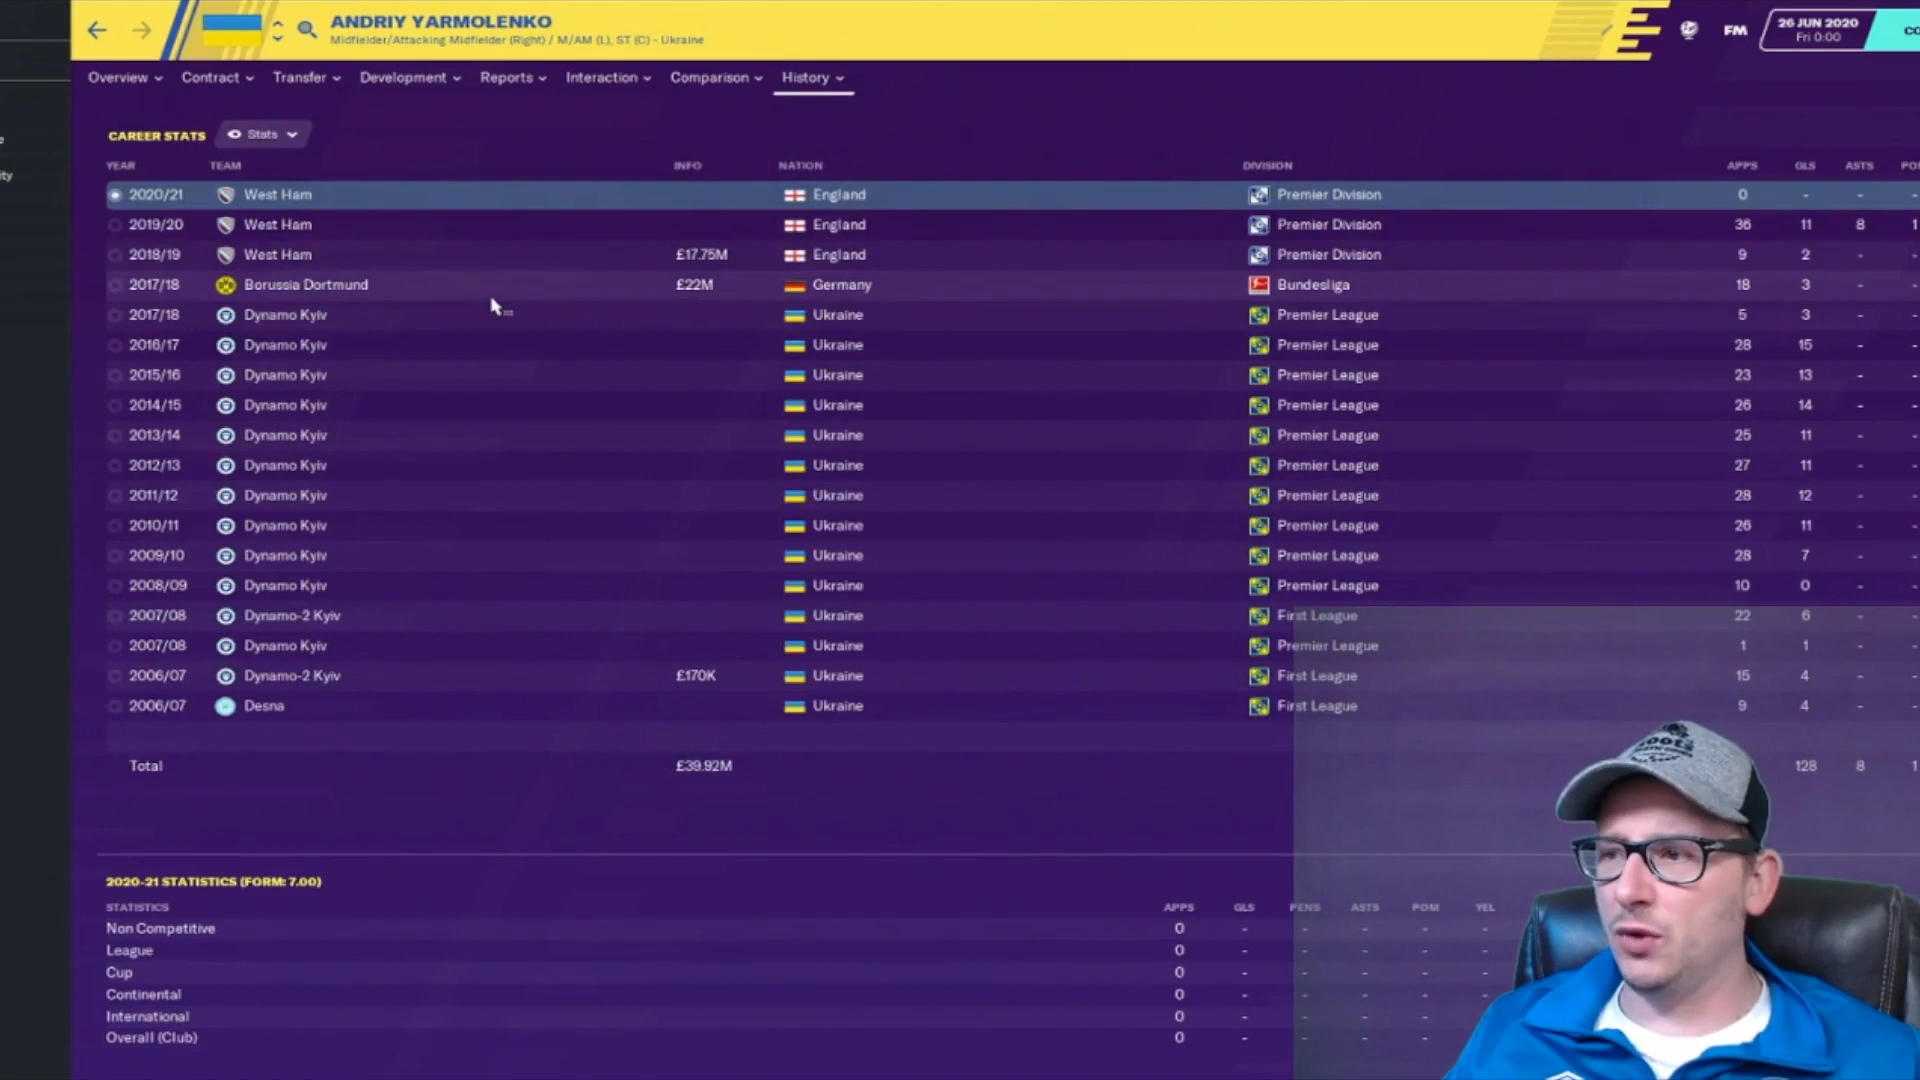 ANDRIY YARMOLENKO
Midfielder/Attacking Midfielder (Right) / M/AM (L), ST (C) - Ukraine
FM
26 JUN 2020
Fri 0:00
CO
Overview Contract Transfer Development Reports Interaction Comparison History
CAREER STATS Stats
YEAR TEAM INFO NATION DIVISION APPS GLS ASTS PO
2020/21 West Ham England Premier Division 0 - - -
2019/20 West Ham England Premier Division 36 11 8 1
2018/19 West Ham £17.75M England Premier Division 9 2 - -
2017/18 Borussia Dortmund £22M Germany Bundesliga 18 3 - -
2017/18 Dynamo Kyiv Ukraine Premier League 5 3 - -
2016/17 Dynamo Kyiv Ukraine Premier League 28 15 - -
2015/16 Dynamo Kyiv Ukraine Premier League 23 13 - -
2014/15 Dynamo Kyiv Ukraine Premier League 26 14 - -
2013/14 Dynamo Kyiv Ukraine Premier League 25 11 - -
2012/13 Dynamo Kyiv Ukraine Premier League 27 11 - -
2011/12 Dynamo Kyiv Ukraine Premier League 28 12 - -
2010/11 Dynamo Kyiv Ukraine Premier League 26 11 - -
2009/10 Dynamo Kyiv Ukraine Premier League 28 7 - -
2008/09 Dynamo Kyiv Ukraine Premier League 10 0 - -
2007/08 Dynamo-2 Kyiv Ukraine First League 22 6 - -
2007/08 Dynamo Kyiv Ukraine Premier League 1 1 - -
2006/07 Dynamo-2 Kyiv £170K Ukraine First League 15 4 - -
2006/07 Desna Ukraine First League 9 4 - -
Total £39.92M 128 8 1
2020-21 STATISTICS (FORM: 7.00)
STATISTICS APPS GLS PENS ASTS POM YEL
Non Competitive 0 - - - - -
League 0 - - - - -
Cup 0 - - - - -
Continental 0 - - - - -
International 0 - - - -
Overall (Club) 0 - - - -
ity